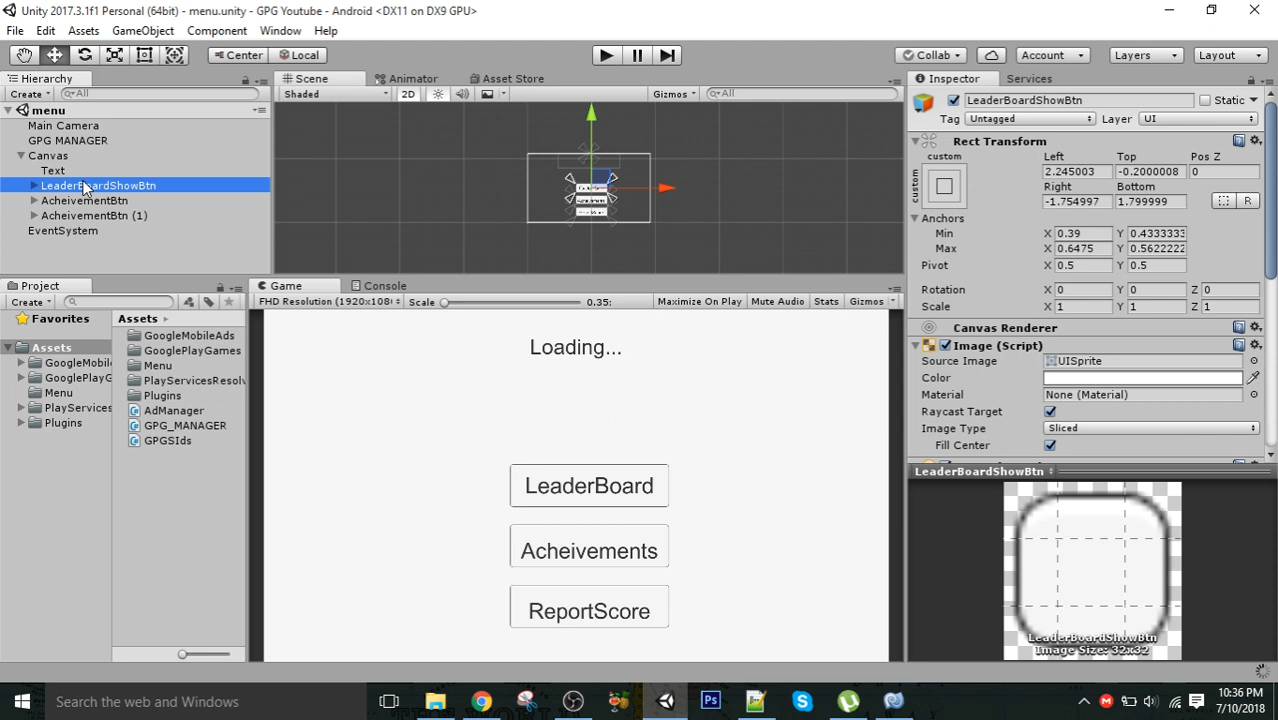 Unity 2017.3.1f1 Personal (64bit) - menu.unity - GPG Youtube - Android <DX11 on DX9 GPU>
File Edit Assets GameObject Component Window Help
Center Local Collab Account Layers Layout
Hierarchy
Create All
menu
Main Camera
GPG MANAGER
Canvas
Text
LeaderBoardShowBtn
AcheivementBtn
AcheivementBtn (1)
EventSystem
Scene Animator Asset Store
Shaded 2D Gizmos All
Inspector Services
LeaderBoardShowBtn Static
Tag Untagged Layer UI
Rect Transform
custom Left Top Pos Z
custom 2.245003 -0.2000008 0
Right Bottom
-1.754997 1.799999 R
Anchors
Min X 0.39 Y 0.4333333
Max X 0.6475 Y 0.5622222
Pivot X 0.5 Y 0.5
Rotation X 0 Y 0 Z 0
Scale X 1 Y 1 Z 1
Canvas Renderer
Image (Script)
Source Image UISprite
Color
Material None (Material)
Raycast Target
Image Type Sliced
Fill Center
LeaderBoardShowBtn
LeaderBoardShowBtn
Image Size: 32x32
Project
Create
Favorites
Assets
GoogleMobil
GooglePlayG
Menu
PlayServices
Plugins
Assets
GoogleMobileAds
GooglePlayGames
Menu
PlayServicesResolv
Plugins
AdManager
GPG_MANAGER
GPGSIds
Game Console
FHD Resolution (1920x108 Scale 0.35: Maximize On Play Mute Audio Stats Gizmos
Loading...
LeaderBoard
Acheivements
ReportScore
Search the web and Windows
10:36 PM
7/10/2018